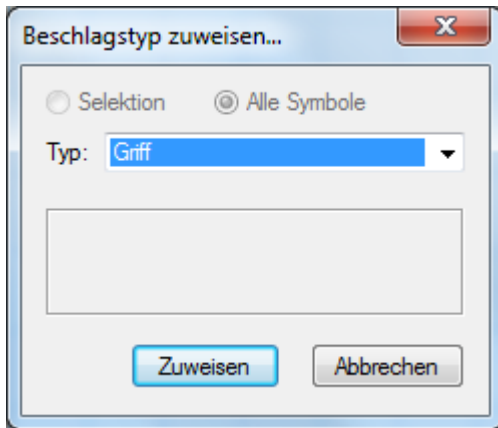 Beschlagstyp zuweisen...
Selektion Alle Symbole
Typ: Griff
Zuweisen Abbrechen